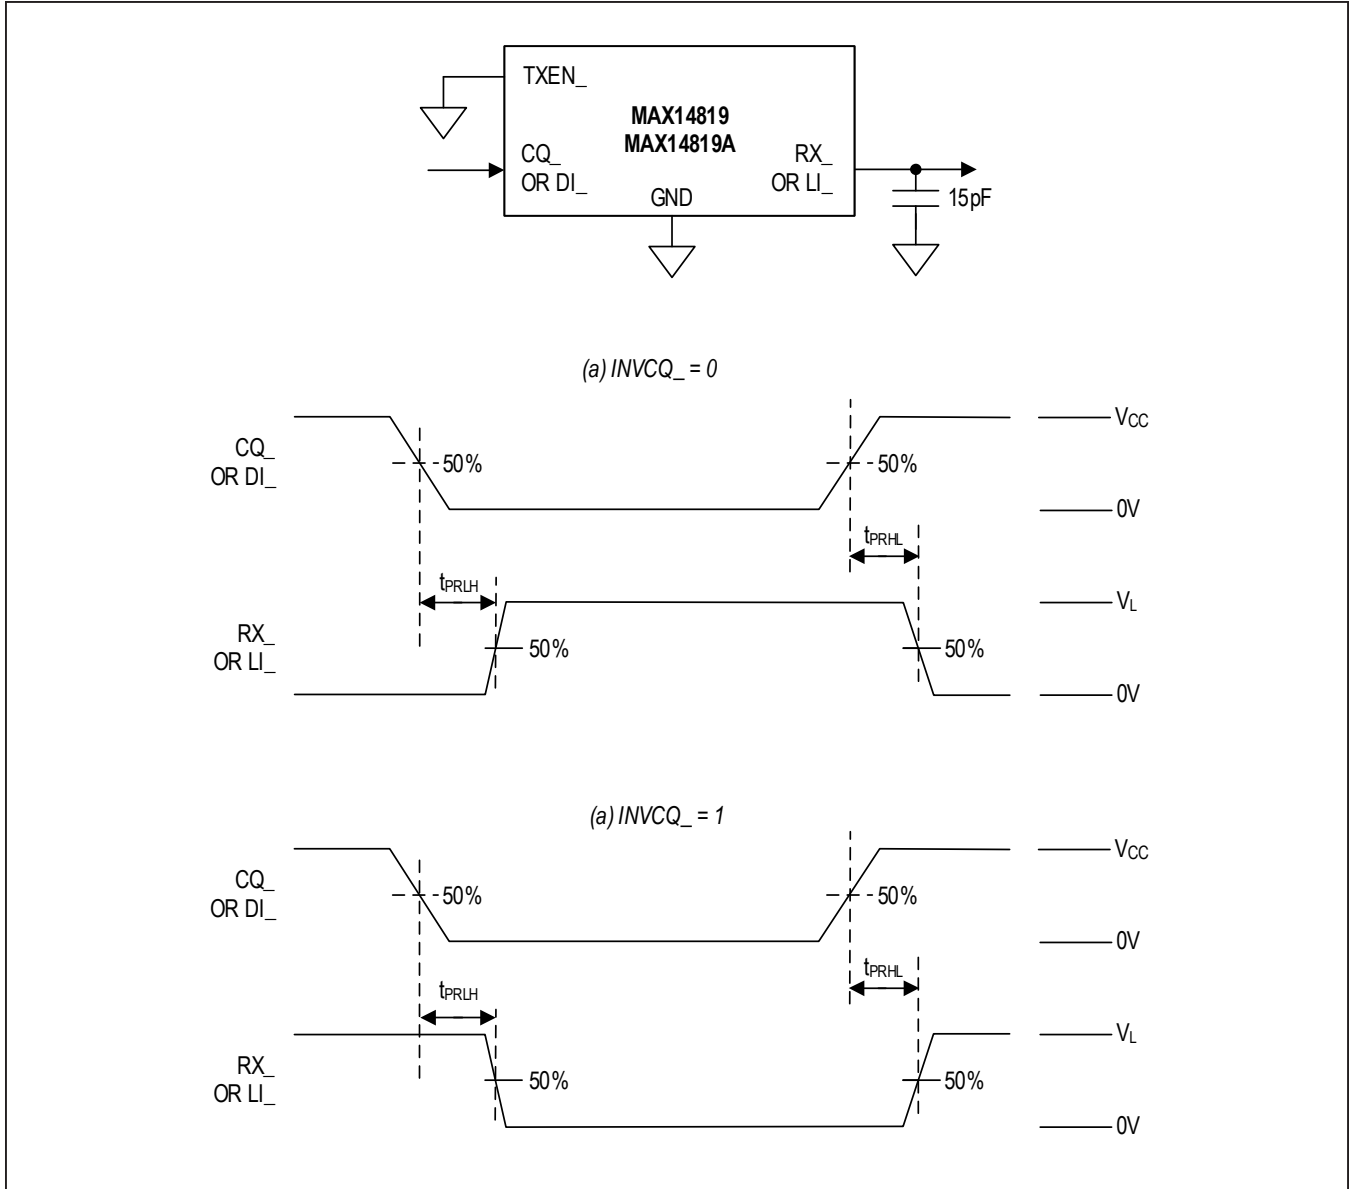 TXEN_
MAX14819
MAX14819A
CQ_
OR DI_
RX_
OR LI_
GND
15pF
(a) INVCQ_ = 0
CQ_
OR DI_
50%
50%
VCC
0V
tPRHL
tPRLH
RX_
OR LI_
50%
50%
VL
0V
(a) INVCQ_ = 1
CQ_
OR DI_
50%
50%
VCC
0V
tPRHL
tPRLH
RX_
OR LI_
50%
50%
VL
0V